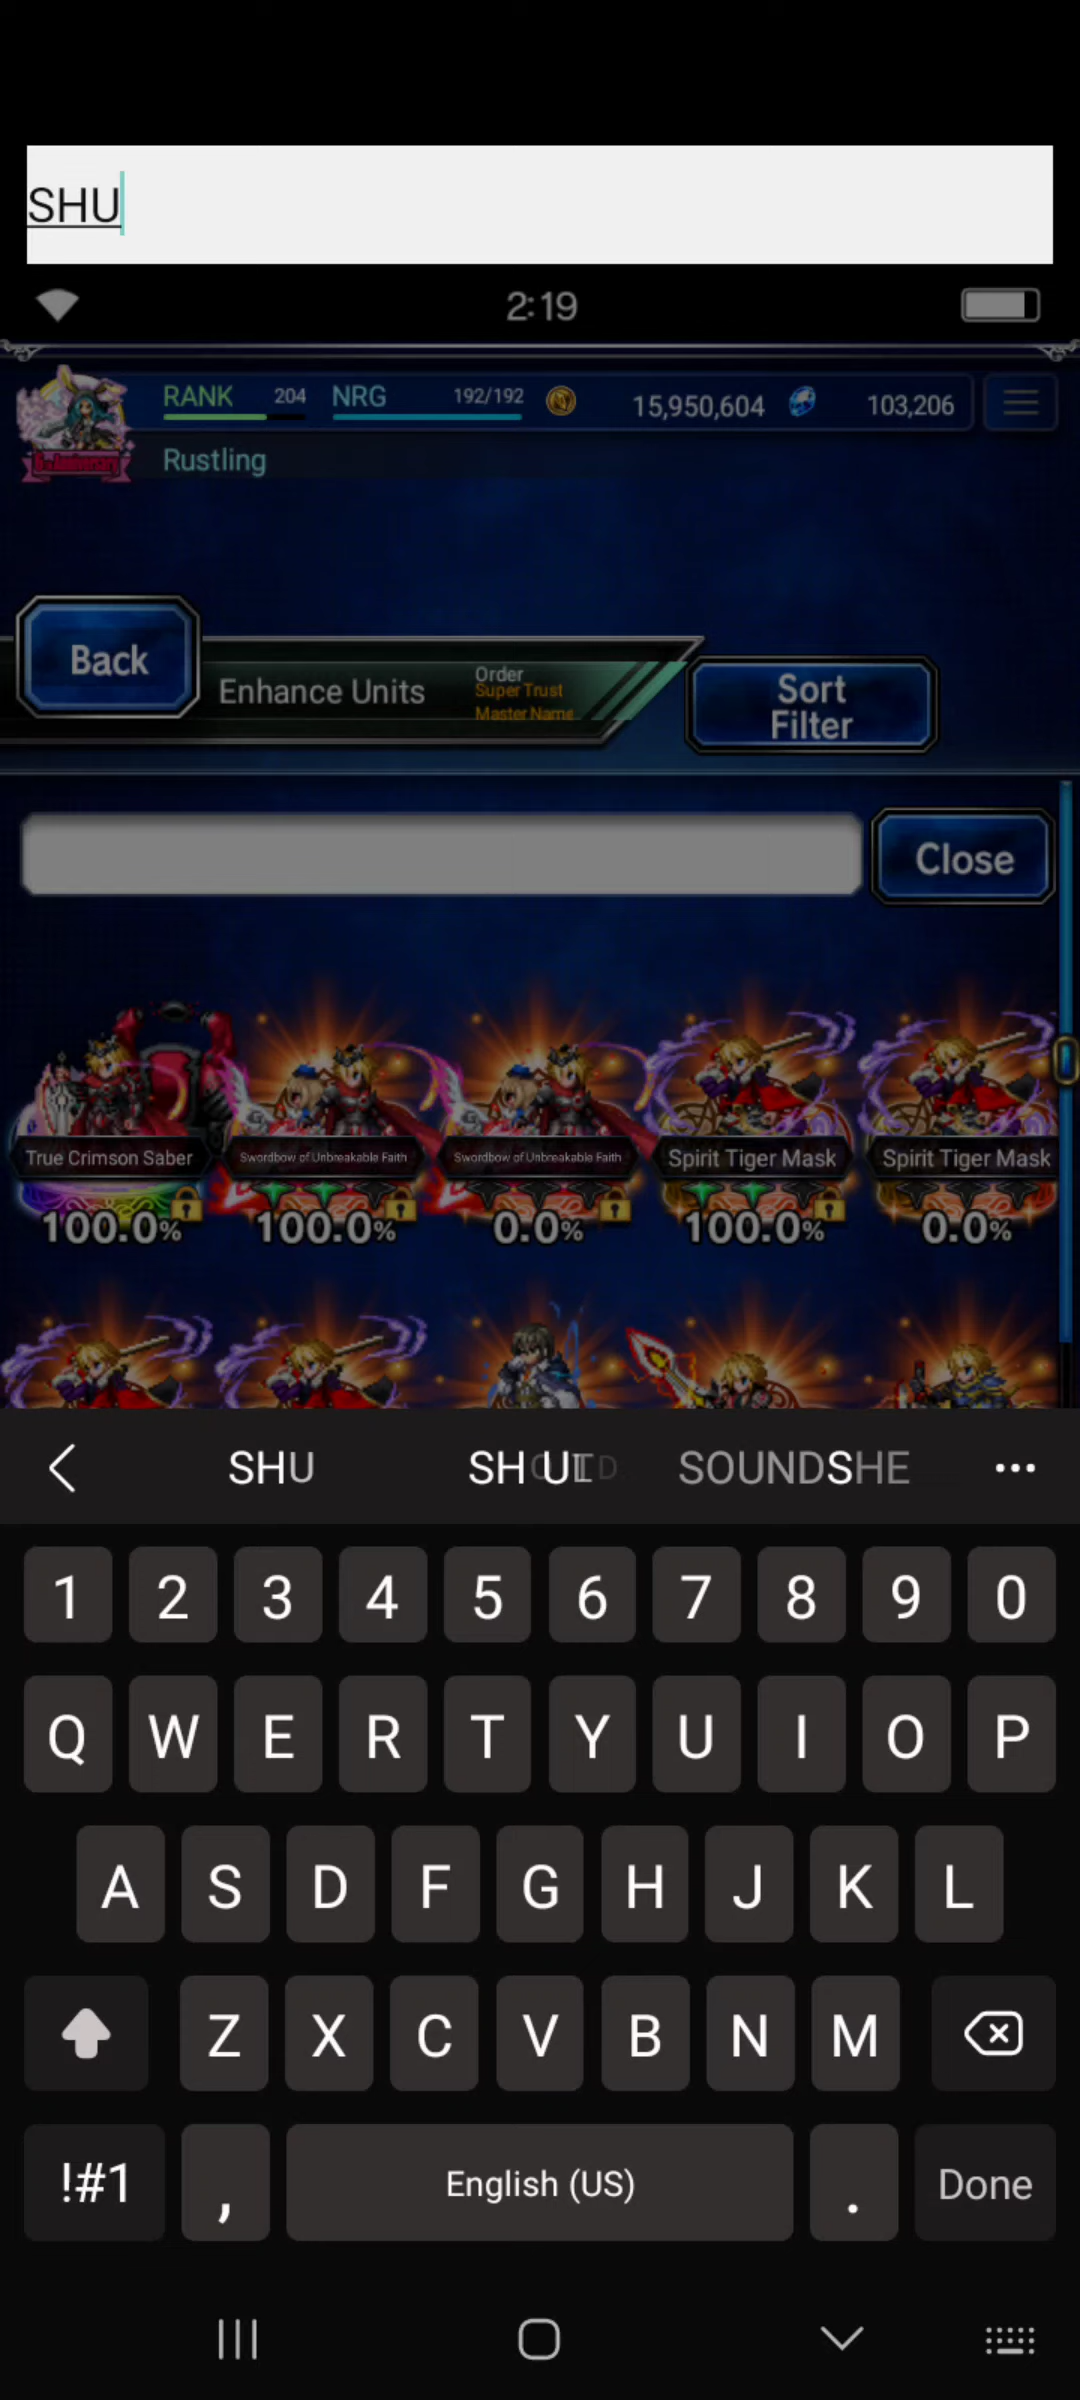 SHU
2:19
RANK 204 NRG 192/192 15,950,604 103,206
Rustling
Back
Enhance Units
Order
Super Trust
Master Name
Sort
Filter
Close
True Crimson Saber Swordbow of Unbreakable Faith Swordbow of Unbreakable Faith Spirit Tiger Mask Spirit Tiger Mask
100.0% 100.0% 0.0% 100.0% 0.0%
SHU
1 2 3 4 5 6 7 8 9 0
Q W E R T Y U I O P
A S D F G H J K L
Z X C V B N M
!#1 , English (US) . Done